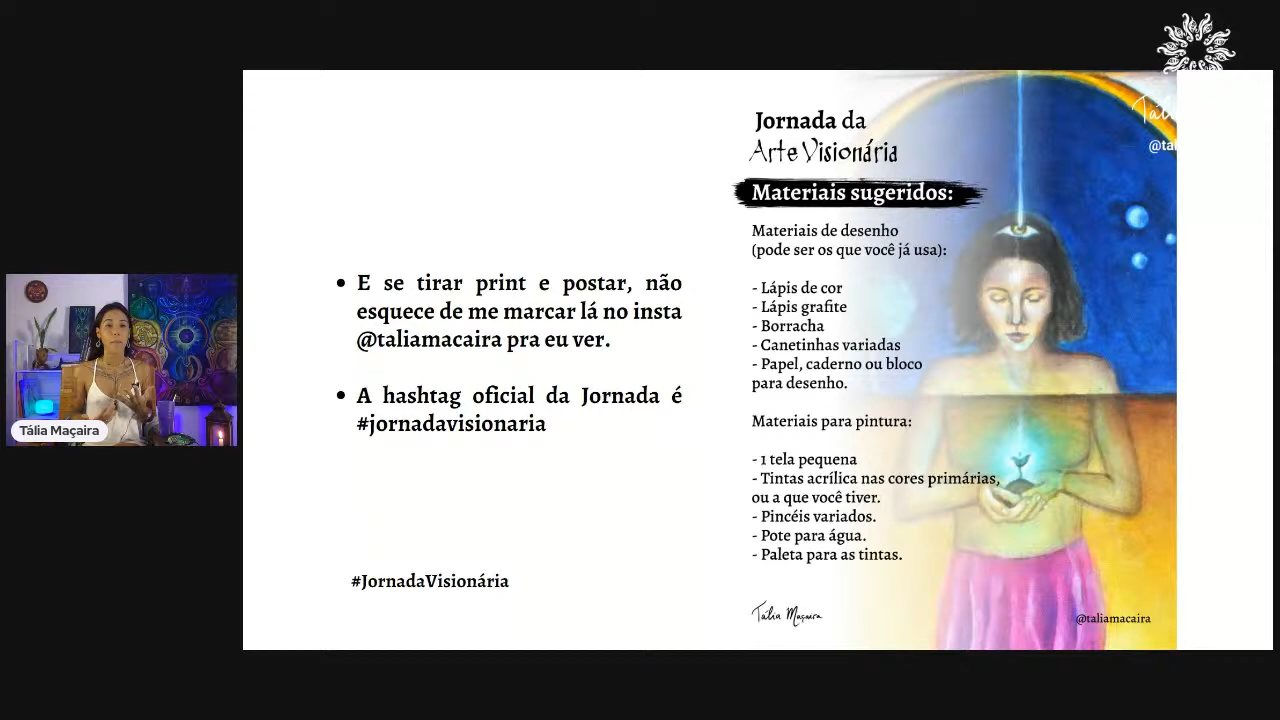 Tália Maçaira
E se tirar print e postar, não
esquece de me marcar lá no insta
@taliamacaira pra eu ver.
A hashtag oficial da Jornada é
#jornadavisionaria
#JornadaVisionária
Jornada da
Arte Visionária
Materiais sugeridos:
Materiais de desenho
(pode ser os que você já usa):
- Lápis de cor
- Lápis grafite
- Borracha
- Canetinhas variadas
- Papel, caderno ou bloco
para desenho.
Materiais para pintura:
- 1 tela pequena
- Tintas acrílica nas cores primárias,
ou a que você tiver.
- Pincéis variados.
- Pote para água.
- Paleta para as tintas.
Tália Maçaira
@taliamacaira